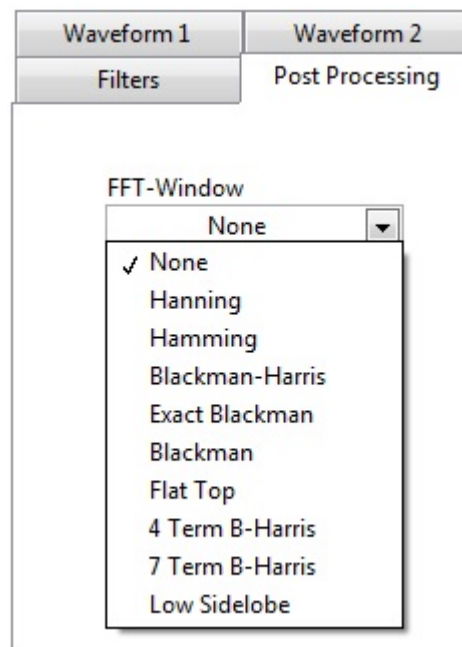 Waveform 1 Waveform 2
Filters Post Processing
FFT-Window
None
✓ None
Hanning
Hamming
Blackman-Harris
Exact Blackman
Blackman
Flat Top
4 Term B-Harris
7 Term B-Harris
Low Sidelobe